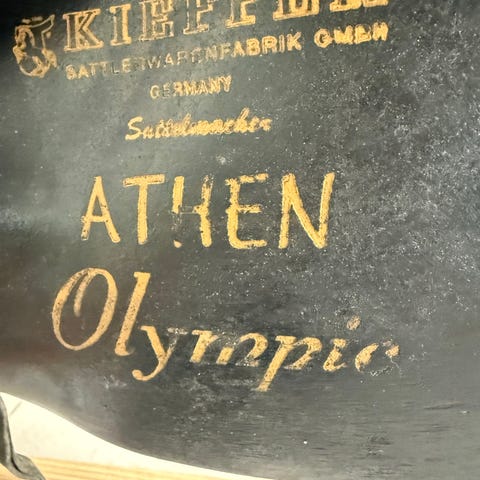 KIEFFER
SATTLERWARENFABRIK GMBH
GERMANY
Sattelmacher
ATHEN
Olympic